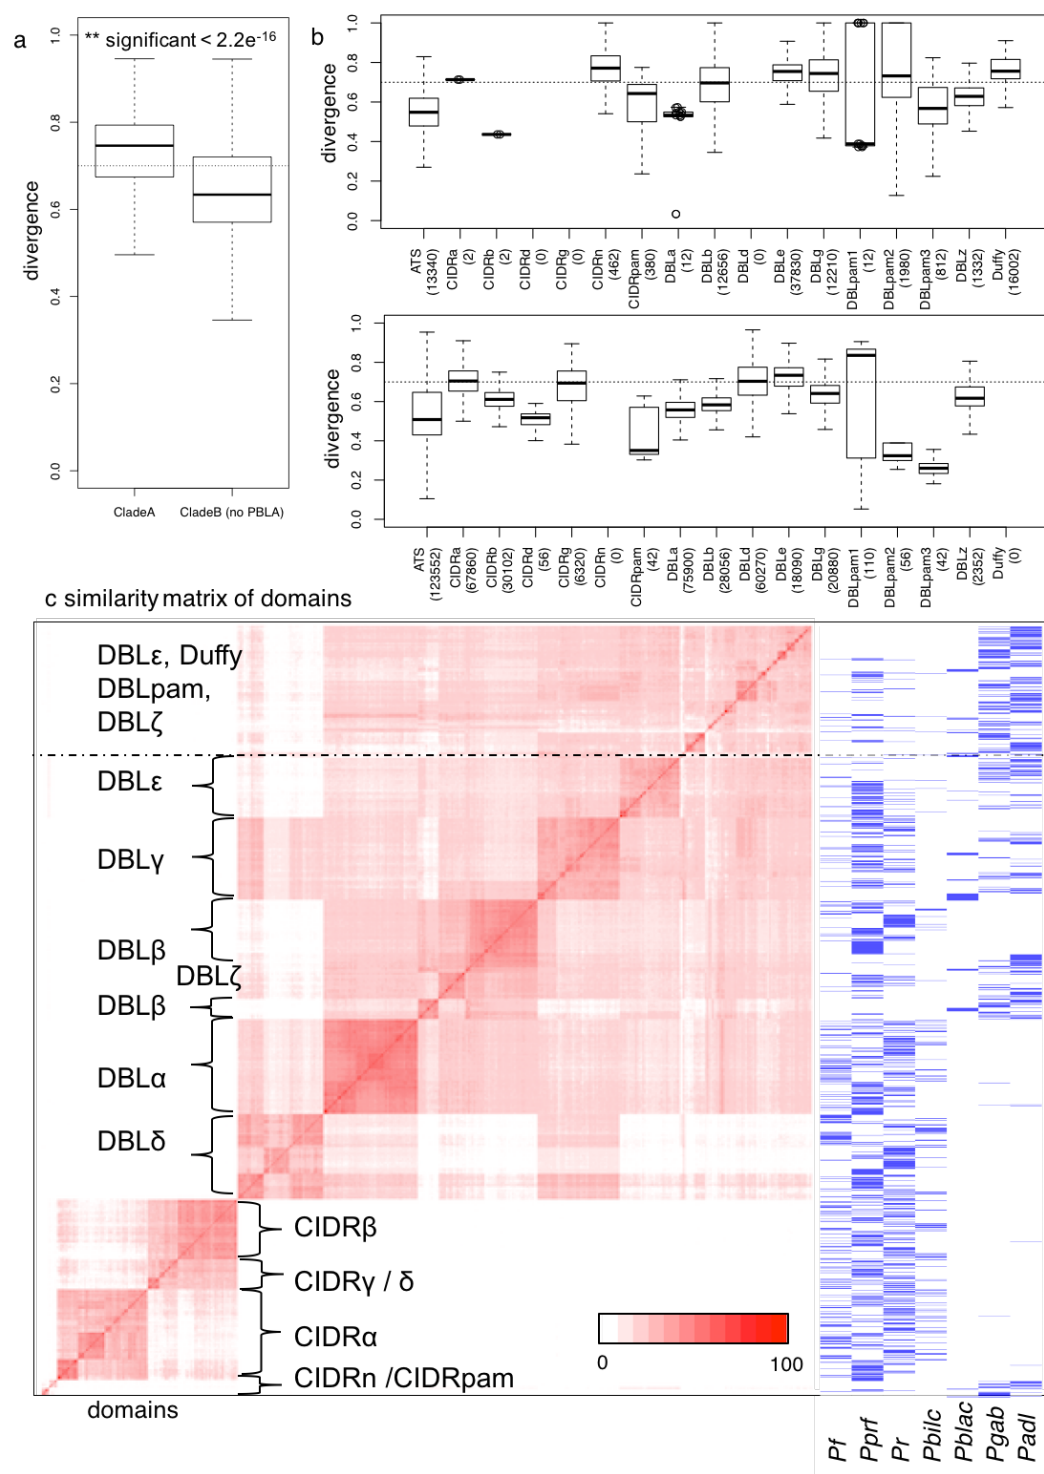 a
** significant < 2.2e-16
divergence
0.0
0.2
0.4
0.6
0.8
1.0
CladeA
CladeB (no PBLA)
b
divergence
0.0
0.2
0.4
0.6
0.8
1.0
ATS (13340)
CIDRa (2)
CIDRb (2)
CIDRd (0)
CIDRg (0)
CIDRn (462)
CIDRpam (380)
DBLa (12)
DBLb (12656)
DBLd (0)
DBLe (37830)
DBLg (12210)
DBLpam1 (12)
DBLpam2 (1980)
DBLpam3 (812)
DBLz (1332)
Duffy (16002)
divergence
0.0
0.2
0.4
0.6
0.8
1.0
ATS (123552)
CIDRa (67860)
CIDRb (30102)
CIDRd (56)
CIDRg (6320)
CIDRn (0)
CIDRpam (42)
DBLa (75900)
DBLb (28056)
DBLd (60270)
DBLe (18090)
DBLg (20880)
DBLpam1 (110)
DBLpam2 (56)
DBLpam3 (42)
DBLz (2352)
Duffy (0)
c similarity matrix of domains
DBLε, Duffy
DBLpam,
DBLζ
DBLε
DBLγ
DBLβ
DBLζ
DBLβ
DBLα
DBLδ
CIDRβ
CIDRγ / δ
CIDRα
CIDRn /CIDRpam
0 100
domains
Pf
Pprf
Pr
Pbilc
Pblac
Pgab
Padl